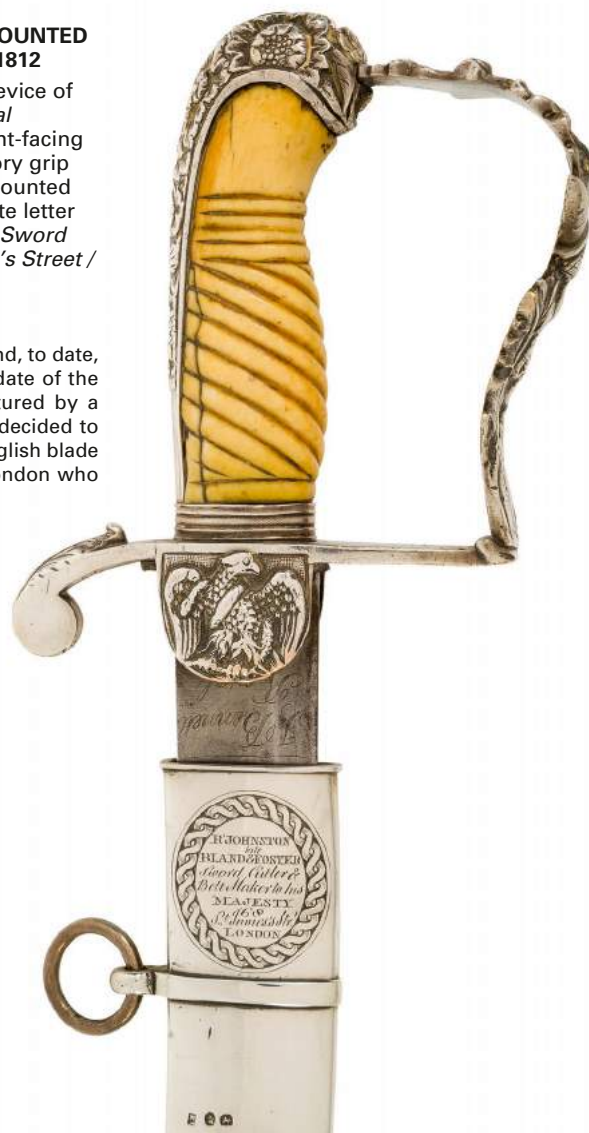 OUNTED
1812
evice of
al
nt-facing
ory grip
ounted
te letter
Sword
's Street /
nd, to date,
date of the
tured by a
decided to
glish blade
ondon who
R. JOHNSTON
late
BLAND & FOSTER
Sword Cutler &
Belt Maker to his
MAJESTY
68
St. James's Str.
LONDON